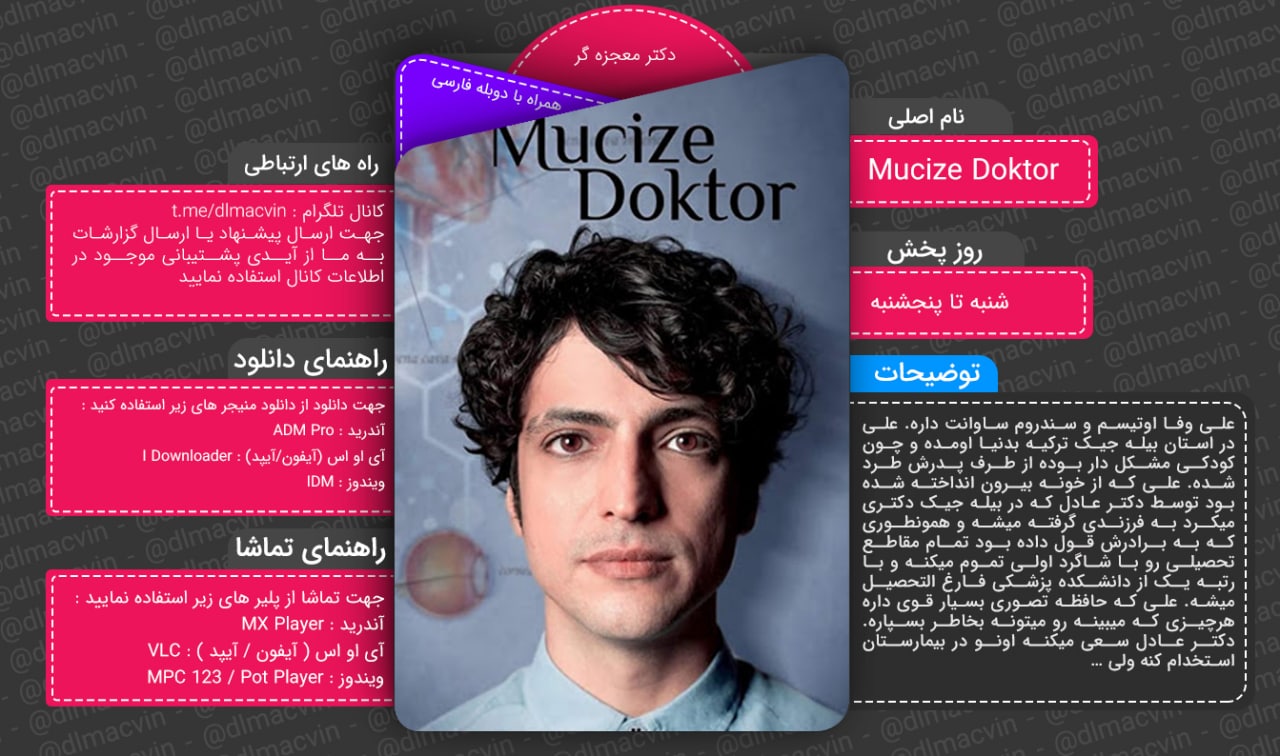 دکتر معجزه گر
همراه با دوبله فارسی
Mucize
Doktor
نام اصلی
Mucize Doktor
روز پخش
شنبه تا پنجشنبه
توضیحات
علی وفا اوتیسم و سندروم ساوانت داره. علی
در استان بیله جیک ترکیه بدنیا اومده و چون
کودکی مشکل دار بوده از طرف پدرش طرد
شده. علی که از خونه بیرون انداخته شده
بود توسط دکتر عادل که در بیله جیک دکتری
میکرد به فرزندی گرفته میشه و همونطوری
که به برادرش قول داده بود تمام مقاطع
تحصیلی رو با شاگرد اولی تموم میکنه و با
رتبه یک از دانشکده پزشکی فارغ التحصیل
میشه. علی که حافظه تصوری بسیار قوی داره
هرچیزی که میبینه رو میتونه بخاطر بسپاره.
دکتر عادل سعی میکنه اونو در بیمارستان
استخدام کنه ولی ...
راه های ارتباطی
کانال تلگرام : t.me/dlmacvin
جهت ارسال پیشنهاد یا ارسال گزارشات
به ما از آیدی پشتیبانی موجود در
اطلاعات کانال استفاده نمایید
راهنمای دانلود
جهت دانلود از دانلود منیجر های زیر استفاده کنید :
آندرید : ADM Pro
آی او اس (آیفون/آیپد) : I Downloader
ویندوز : IDM
راهنمای تماشا
جهت تماشا از پلیر های زیر استفاده نمایید :
آندرید : MX Player
آی او اس ( آیفون / آیپد ) : VLC
ویندوز : MPC 123 / Pot Player
@dlmacvin - @dlmacvin - @dlmacvin